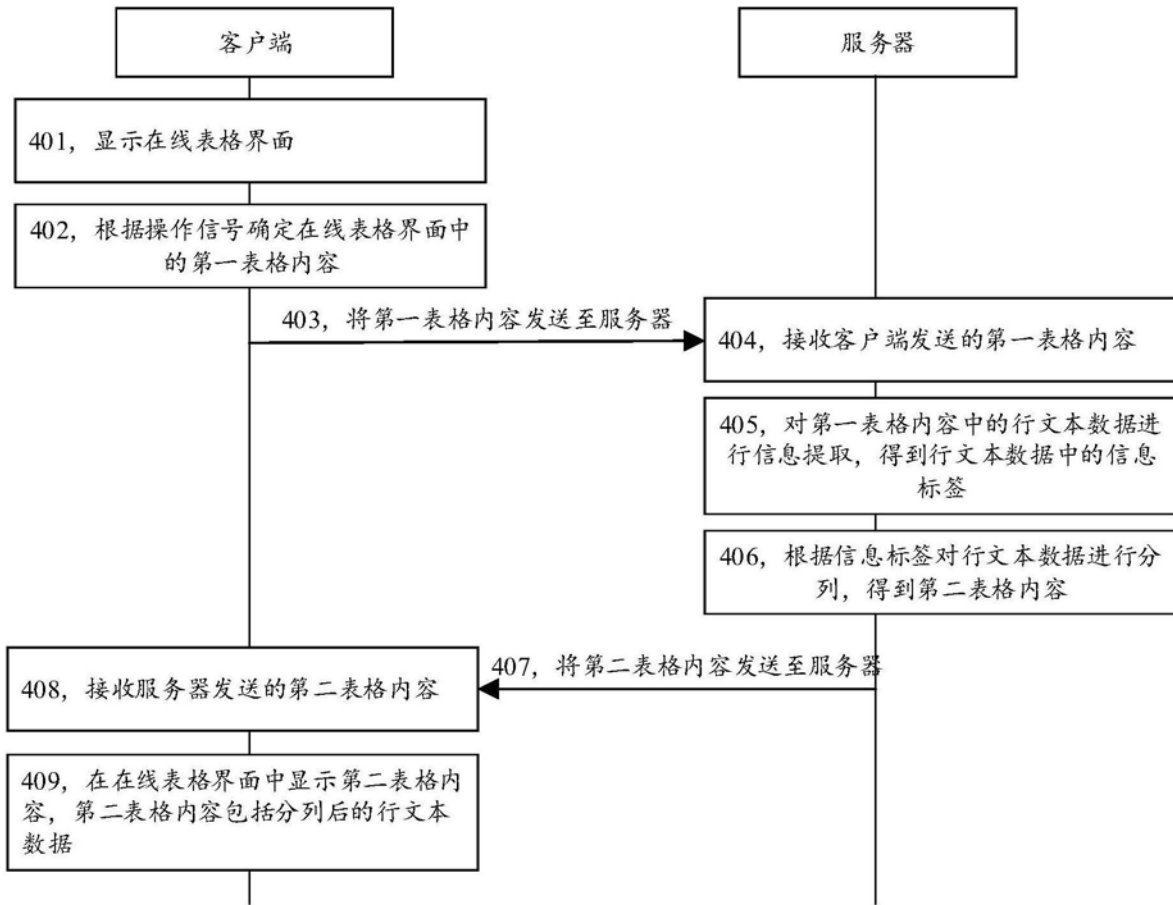 客户端
服务器
401，显示在线表格界面
402，根据操作信号确定在线表格界面中
的第一表格内容
403，将第一表格内容发送至服务器
404，接收客户端发送的第一表格内容
405，对第一表格内容中的行文本数据进
行信息提取，得到行文本数据中的信息
标签
406，根据信息标签对行文本数据进行分
列，得到第二表格内容
407，将第二表格内容发送至服务器
408，接收服务器发送的第二表格内容
409，在在线表格界面中显示第二表格内
容，第二表格内容包括分列后的行文本
数据